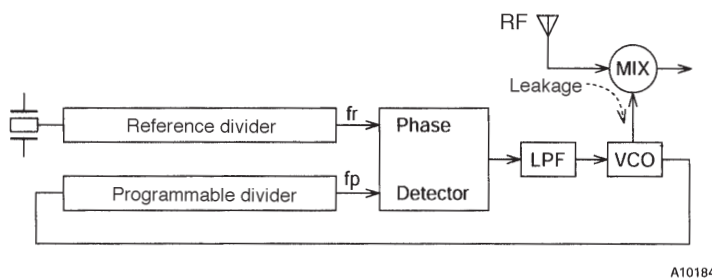 RF
MIX
Leakage
Reference divider
fr
Phase
Detector
LPF
VCO
Programmable divider
fp
A10184